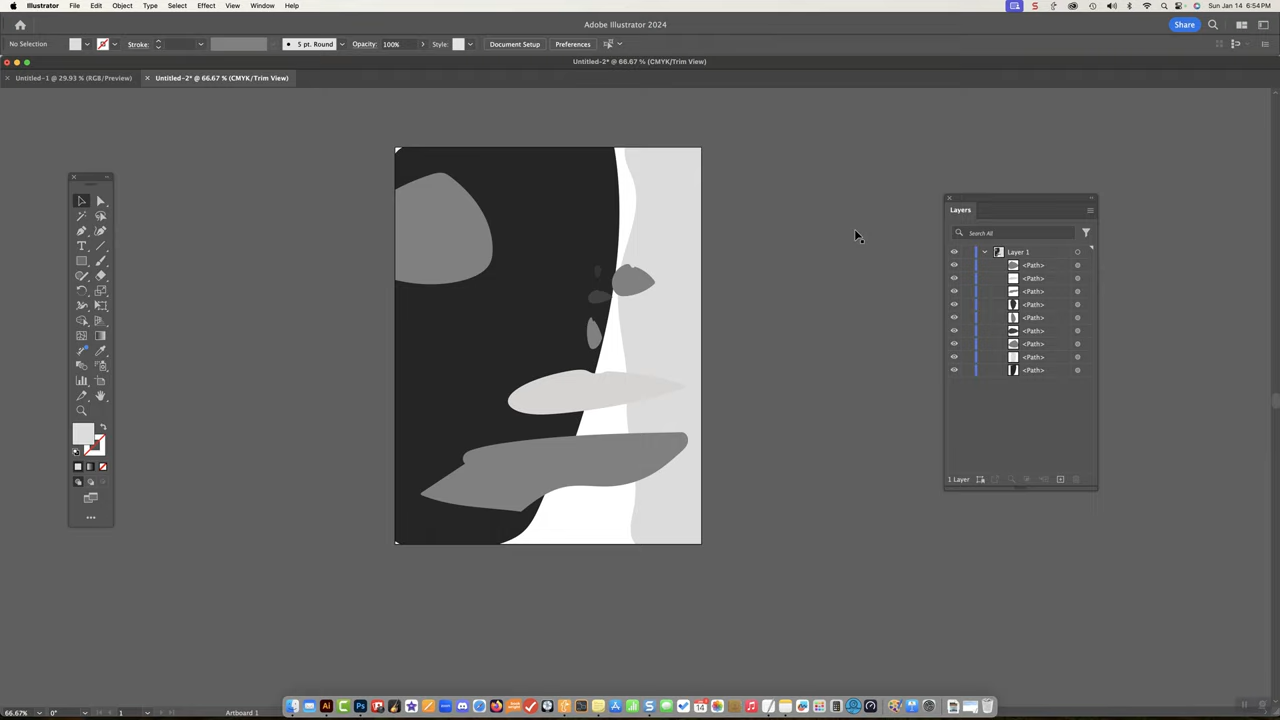 Illustrator File Edit Object Type Select Effect View Window Help
Sun Jan 14 6:54 PM
Adobe Illustrator 2024
Share
No Selection
Stroke:
5 pt. Round
Opacity: 100%
Style:
Document Setup
Preferences
Untitled-2* @ 66.67 % (CMYK/Trim View)
Untitled-1 @ 29.93 % (RGB/Preview)
Untitled-2* @ 66.67 % (CMYK/Trim View)
Layers
Search All
Layer 1
<Path>
<Path>
<Path>
<Path>
<Path>
<Path>
<Path>
<Path>
<Path>
1 Layer
66.67%
0°
1
Artboard 1